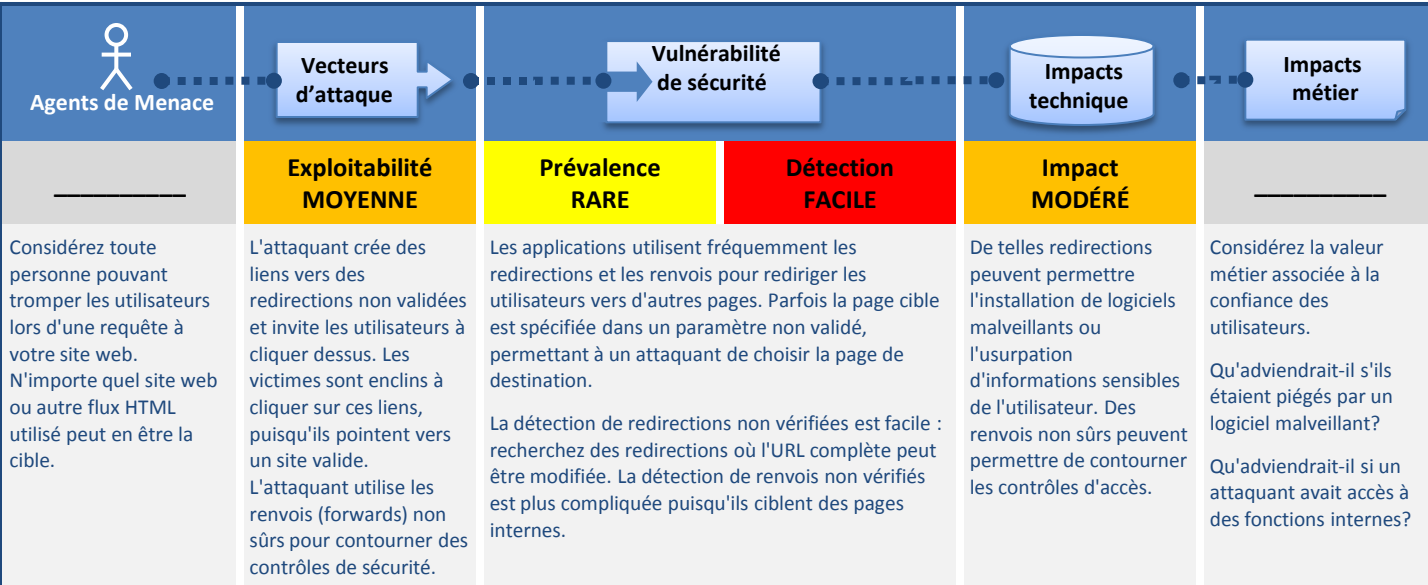 Agents de Menace
Vecteurs
d'attaque
Vulnérabilité
de sécurité
Impacts
technique
Impacts
métier
__________
Exploitabilité
MOYENNE
Prévalence
RARE
Détection
FACILE
Impact
MODÉRÉ
__________
Considérez toute
personne pouvant
tromper les utilisateurs
lors d'une requête à
votre site web.
N'importe quel site web
ou autre flux HTML
utilisé peut en être la
cible.
L'attaquant crée des
liens vers des
redirections non validées
et invite les utilisateurs à
cliquer dessus. Les
victimes sont enclins à
cliquer sur ces liens,
puisqu'ils pointent vers
un site valide.
L'attaquant utilise les
renvois (forwards) non
sûrs pour contourner des
contrôles de sécurité.
Les applications utilisent fréquemment les
redirections et les renvois pour rediriger les
utilisateurs vers d'autres pages. Parfois la page cible
est spécifiée dans un paramètre non validé,
permettant à un attaquant de choisir la page de
destination.
La détection de redirections non vérifiées est facile :
recherchez des redirections où l'URL complète peut
être modifiée. La détection de renvois non vérifiés
est plus compliquée puisqu'ils ciblent des pages
internes.
De telles redirections
peuvent permettre
l'installation de logiciels
malveillants ou
l'usurpation
d'informations sensibles
de l'utilisateur. Des
renvois non sûrs peuvent
permettre de contourner
les contrôles d'accès.
Considérez la valeur
métier associée à la
confiance des
utilisateurs.
Qu'adviendrait-il s'ils
étaient piégés par un
logiciel malveillant?
Qu'adviendrait-il si un
attaquant avait accès à
des fonctions internes?